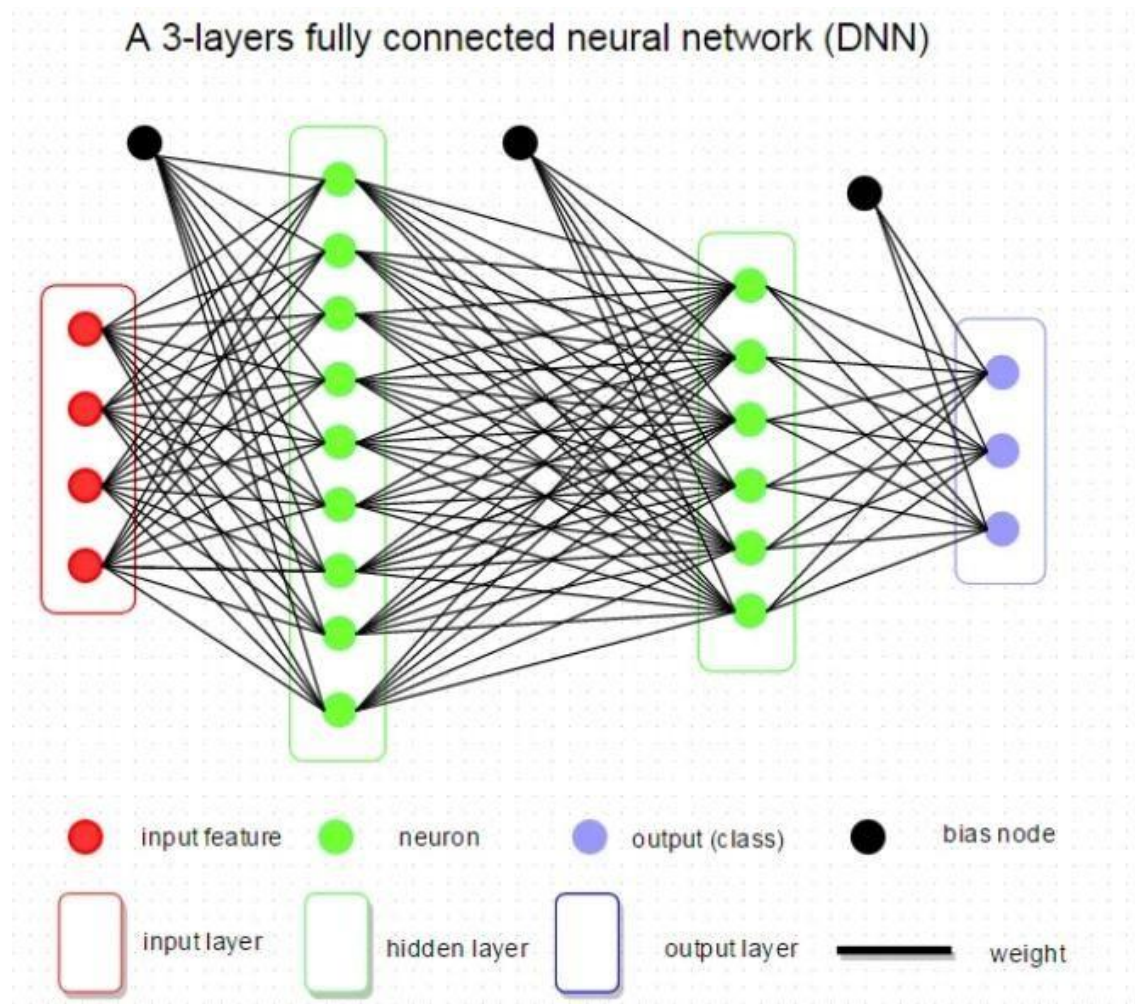 A 3-layers fully connected neural network (DNN)
input feature
neuron
output (class)
bias node
input layer
hidden layer
output layer
weight